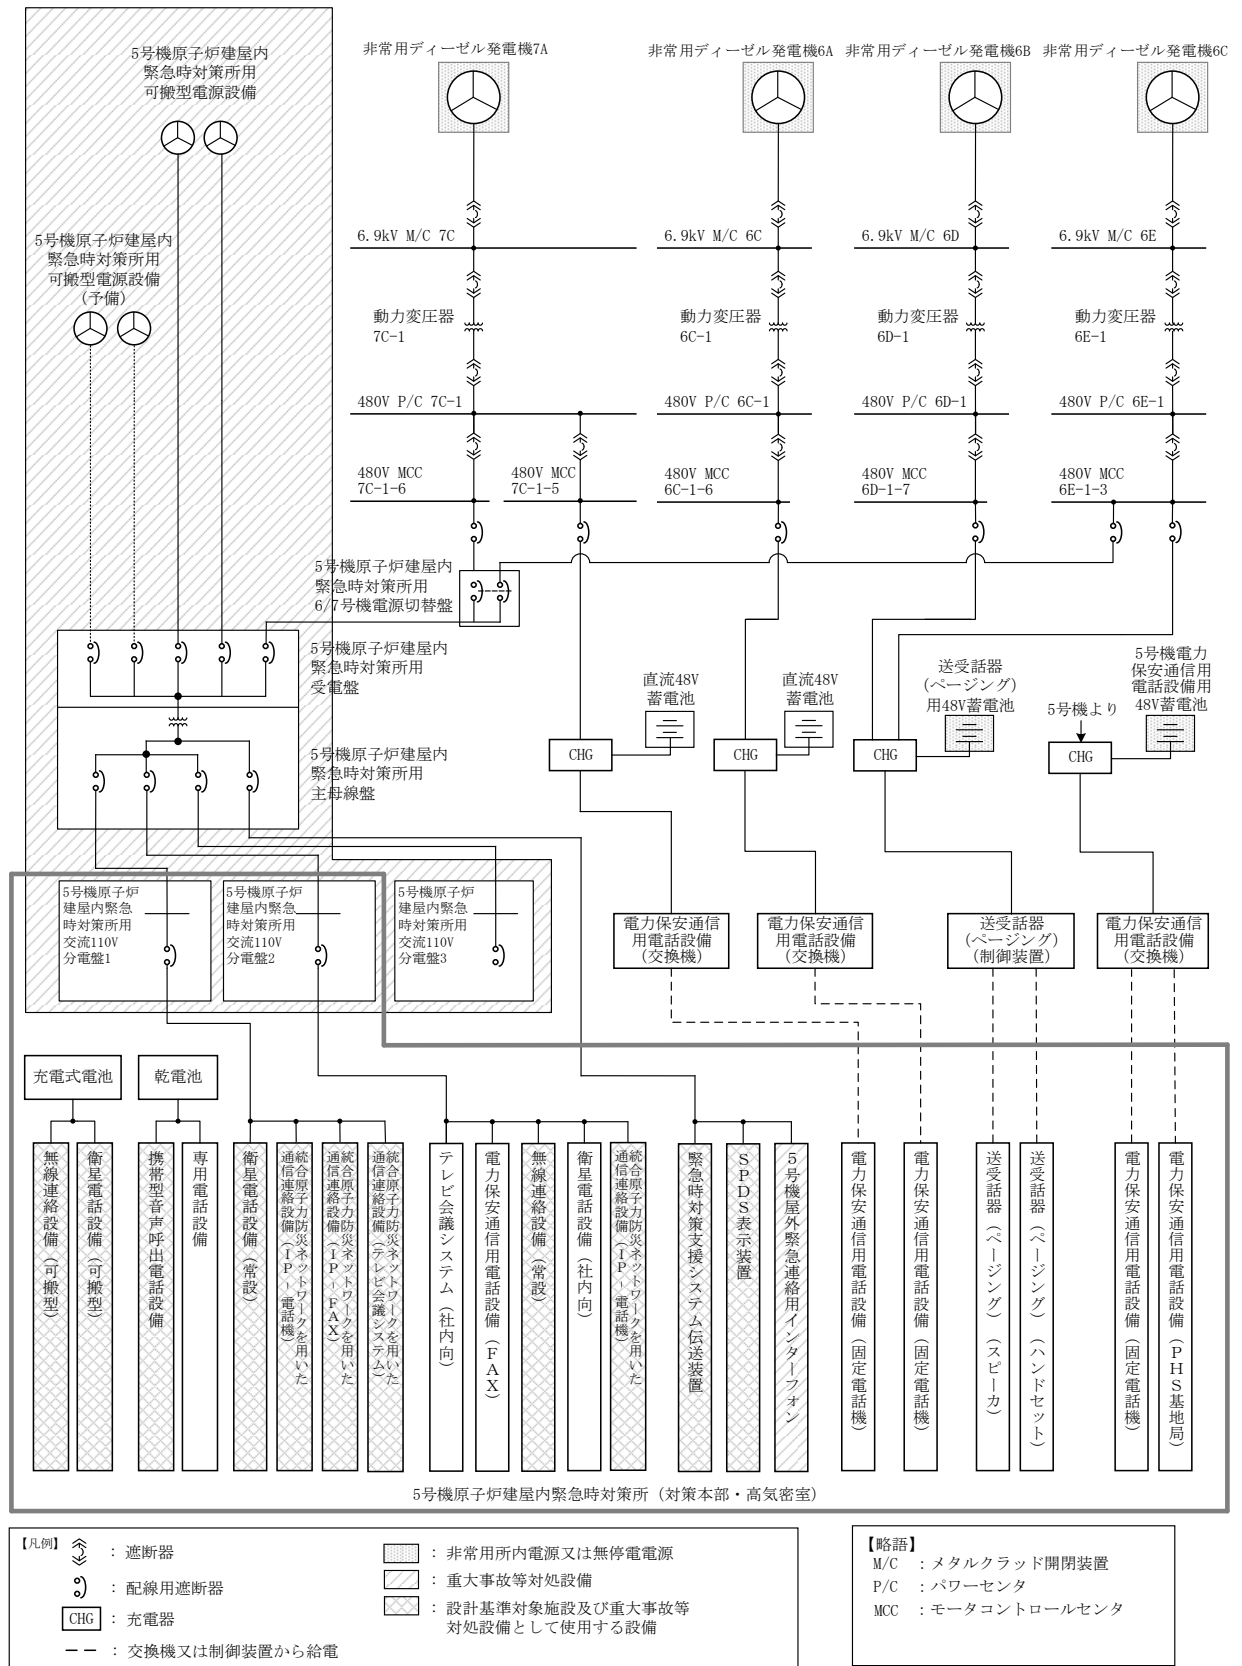 5号機原子炉建屋内
緊急時対策所用
可搬型電源設備
非常用ディーゼル発電機7A
非常用ディーゼル発電機6A
非常用ディーゼル発電機6B
非常用ディーゼル発電機6C
5号機原子炉建屋内
緊急時対策所用
可搬型電源設備
(予備)
6.9kV M/C 7C
6.9kV M/C 6C
6.9kV M/C 6D
6.9kV M/C 6E
動力変圧器
7C-1
動力変圧器
6C-1
動力変圧器
6D-1
動力変圧器
6E-1
480V P/C 7C-1
480V P/C 6C-1
480V P/C 6D-1
480V P/C 6E-1
480V MCC
7C-1-6
480V MCC
7C-1-5
480V MCC
6C-1-6
480V MCC
6D-1-7
480V MCC
6E-1-3
5号機原子炉建屋内
緊急時対策所用
6/7号機電源切替盤
5号機原子炉建屋内
緊急時対策所用
受電盤
5号機原子炉建屋内
緊急時対策所用
主母線盤
直流48V
蓄電池
直流48V
蓄電池
送受話器
(ページング)
用48V蓄電池
5号機電力
保安通信用
電話設備用
48V蓄電池
5号機より
CHG
CHG
CHG
CHG
5号機原子炉
建屋内緊急
時対策所用
交流110V
分電盤1
5号機原子炉
建屋内緊急
時対策所用
交流110V
分電盤2
5号機原子炉
建屋内緊急
時対策所用
交流110V
分電盤3
電力保安通信
用電話設備
(交換機)
電力保安通信
用電話設備
(交換機)
送受話器
(ページング)
(制御装置)
電力保安通信
用電話設備
(交換機)
充電式電池
乾電池
無線連絡設備(可搬型)
衛星電話設備(可搬型)
携帯型音声呼出電話設備
専用電話設備
衛星電話設備(常設)
統合原子力防災ネットワークを用いた
通信連絡設備(IP-電話機)
統合原子力防災ネットワークを用いた
通信連絡設備(IP-FAX)
統合原子力防災ネットワークを用いた
通信連絡設備(テレビ会議システム)
テレビ会議システム(社内向)
電力保安通信用電話設備(FAX)
無線連絡設備(常設)
衛星電話設備(社内向)
統合原子力防災ネットワークを用いた
通信連絡設備(IP-電話機)
緊急時対策支援システム伝送装置
SPDS表示装置
5号機屋外緊急連絡用インターフォン
電力保安通信用電話設備(固定電話機)
電力保安通信用電話設備(固定電話機)
送受話器(ページング)(スピーカ)
送受話器(ページング)(ハンドセット)
電力保安通信用電話設備(固定電話機)
電力保安通信用電話設備(PHS基地局)
5号機原子炉建屋内緊急時対策所(対策本部・高気密室)
【凡例】
:遮断器
:配線用遮断器
CHG :充電器
:交換機又は制御装置から給電
:非常用所内電源又は無停電電源
:重大事故等対処設備
:設計基準対象施設及び重大事故等
対処設備として使用する設備
【略語】
M/C :メタルクラッド開閉装置
P/C :パワーセンタ
MCC :モータコントロールセンタ